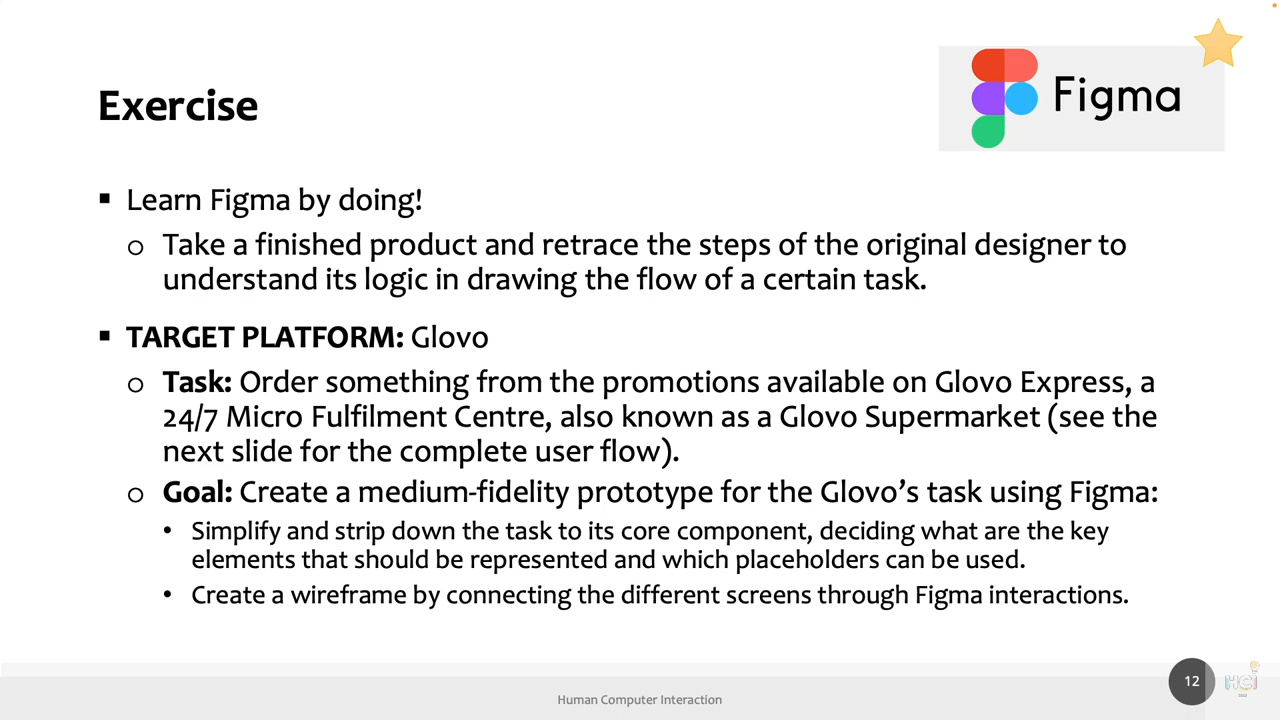 Figma
Exercise
▪ Learn Figma by doing!
o Take a finished product and retrace the steps of the original designer to
understand its logic in drawing the flow of a certain task.
▪ TARGET PLATFORM: Glovo
o Task: Order something from the promotions available on Glovo Express, a
24/7 Micro Fulfilment Centre, also known as a Glovo Supermarket (see the
next slide for the complete user flow).
o Goal: Create a medium-fidelity prototype for the Glovo’s task using Figma:
• Simplify and strip down the task to its core component, deciding what are the key
elements that should be represented and which placeholders can be used.
• Create a wireframe by connecting the different screens through Figma interactions.
Human Computer Interaction
12
HCI